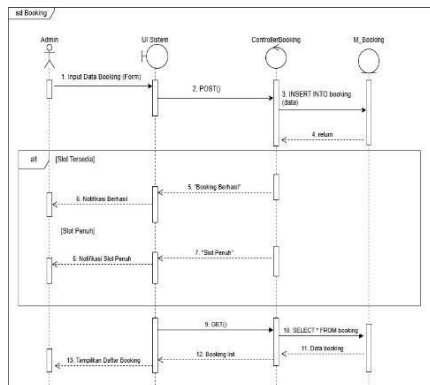 sd Booking
Admin
UI Sistem
ControllerBooking
M_Booking
1. Input Data Booking (Form)
2. POST()
3. INSERT INTO booking
(data)
4. return
alt
[Slot Tersedia]
5. "Booking Berhasil"
6. Notifikasi Berhasil
[Slot Penuh]
7. "Slot Penuh"
8. Notifikasi Slot Penuh
9. GET()
10. SELECT * FROM booking
11. Data booking
12. Booking list
13. Tampilkan Daftar Booking